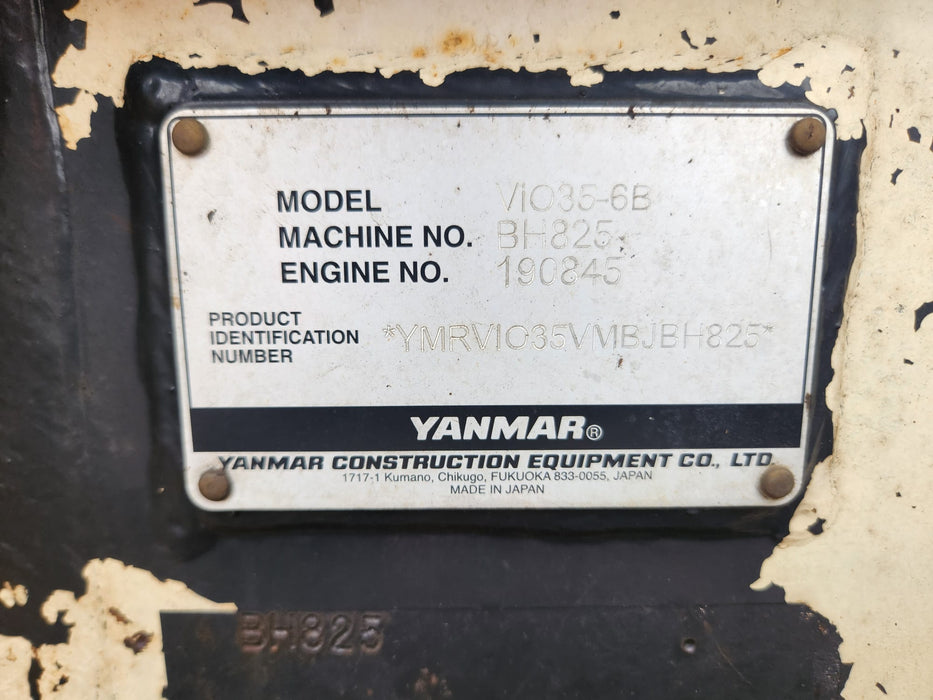 MODEL ViO35-6B
MACHINE NO. BH825
ENGINE NO. 190845
PRODUCT
IDENTIFICATION
NUMBER *YMRVIO35VMBJBH825*
YANMAR®
YANMAR CONSTRUCTION EQUIPMENT CO., LTD.
1717-1 Kumano, Chikugo, FUKUOKA 833-0055, JAPAN
MADE IN JAPAN
BH825